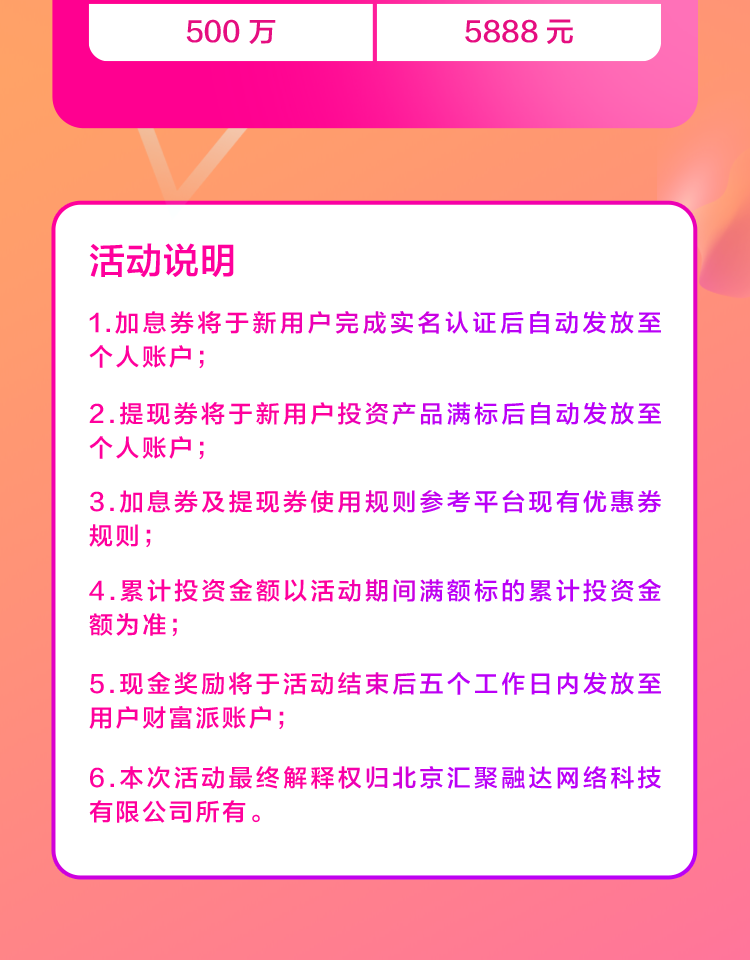 500 万 5888 元
活动说明
1.加息券将于新用户完成实名认证后自动发放至
个人账户；
2.提现券将于新用户投资产品满标后自动发放至
个人账户；
3.加息券及提现券使用规则参考平台现有优惠券
规则；
4.累计投资金额以活动期间满额标的累计投资金
额为准；
5.现金奖励将于活动结束后五个工作日内发放至
用户财富派账户；
6.本次活动最终解释权归北京汇聚融达网络科技
有限公司所有。